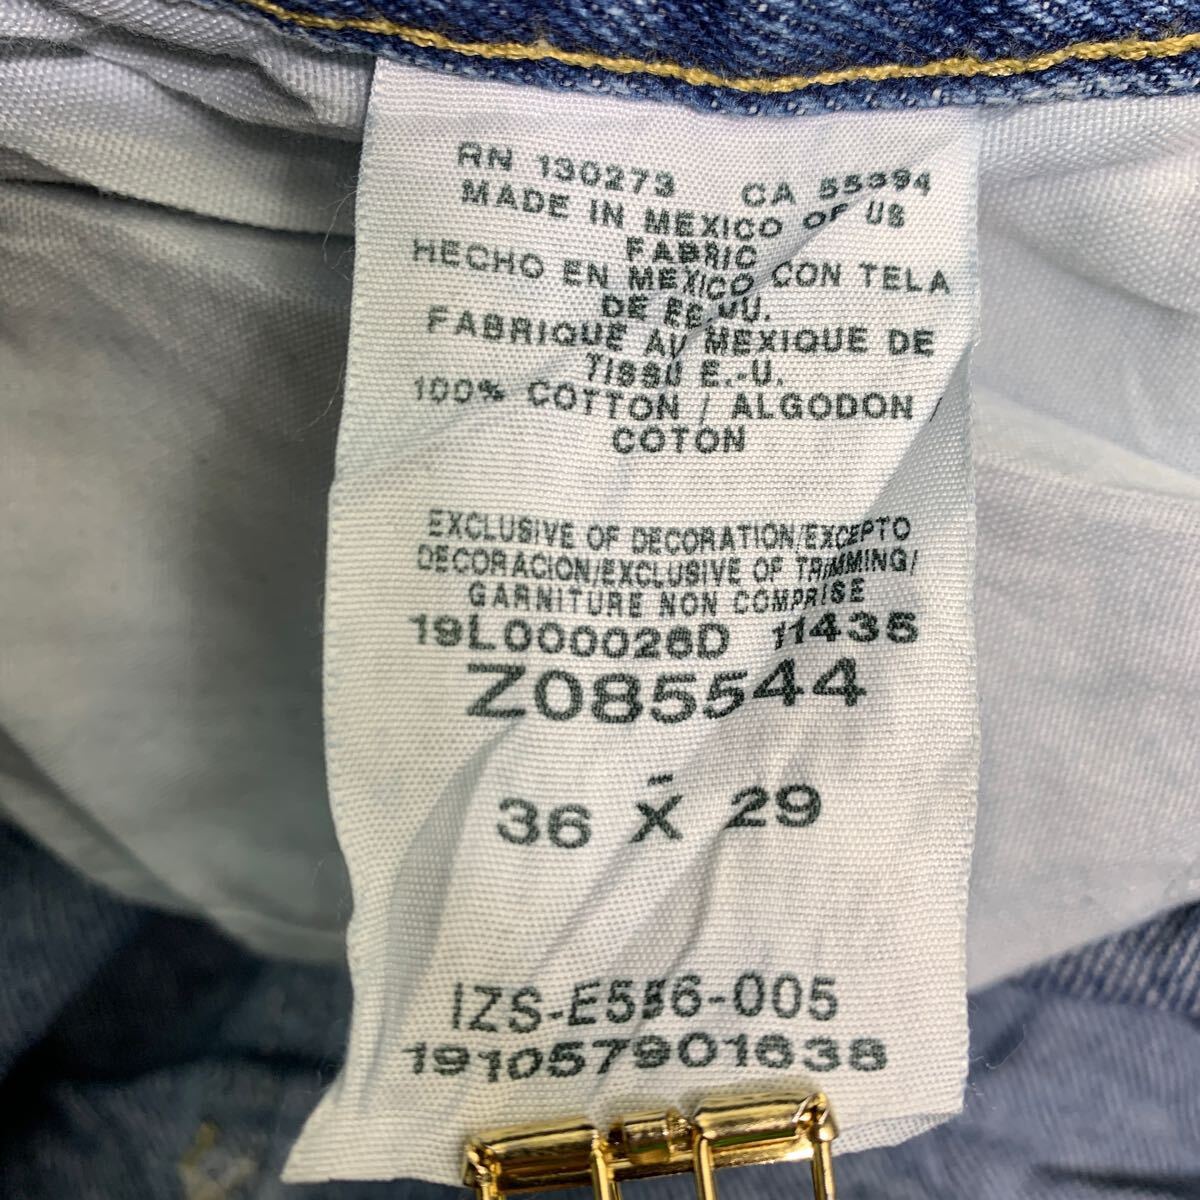 RN 130273 CA 55394
MADE IN MEXICO OF US
FABRIC
HECHO EN MEXICO CON TELA
DE EE.UU.
FABRIQUE AU MEXIQUE DE
TISSU E.-U.
100% COTTON / ALGODON /
COTON
EXCLUSIVE OF DECORATION/EXCEPTO
DECORACION/EXCLUSIVE OF TRIMMING/
GARNITURE NON COMPRISE
19L000026D 11435
Z085544
36 X 29
IZS-E556-005
191057901638